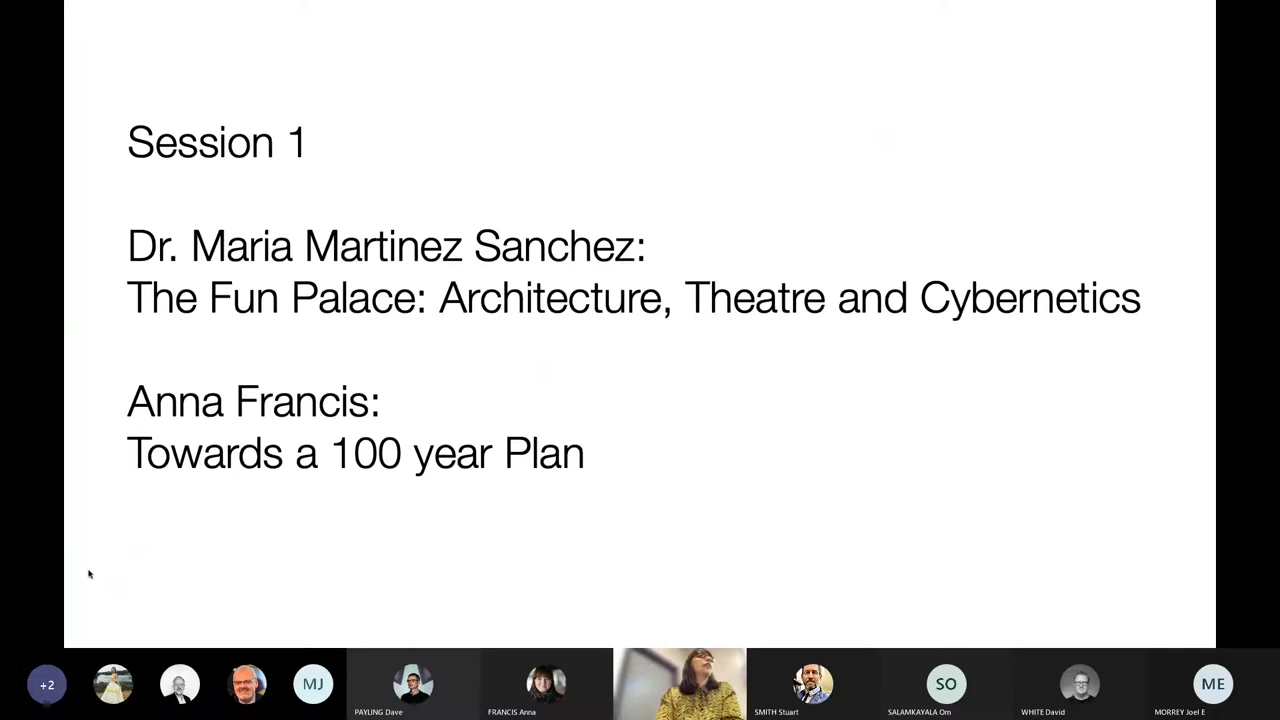 Session 1
Dr. Maria Martinez Sanchez:
The Fun Palace: Architecture, Theatre and Cybernetics
Anna Francis:
Towards a 100 year Plan
+2
MJ
PAYLING Dave
FRANCIS Anna
SMITH Stuart
SO
SALAMKAYALA Om
WHITE David
ME
MORREY Joel E